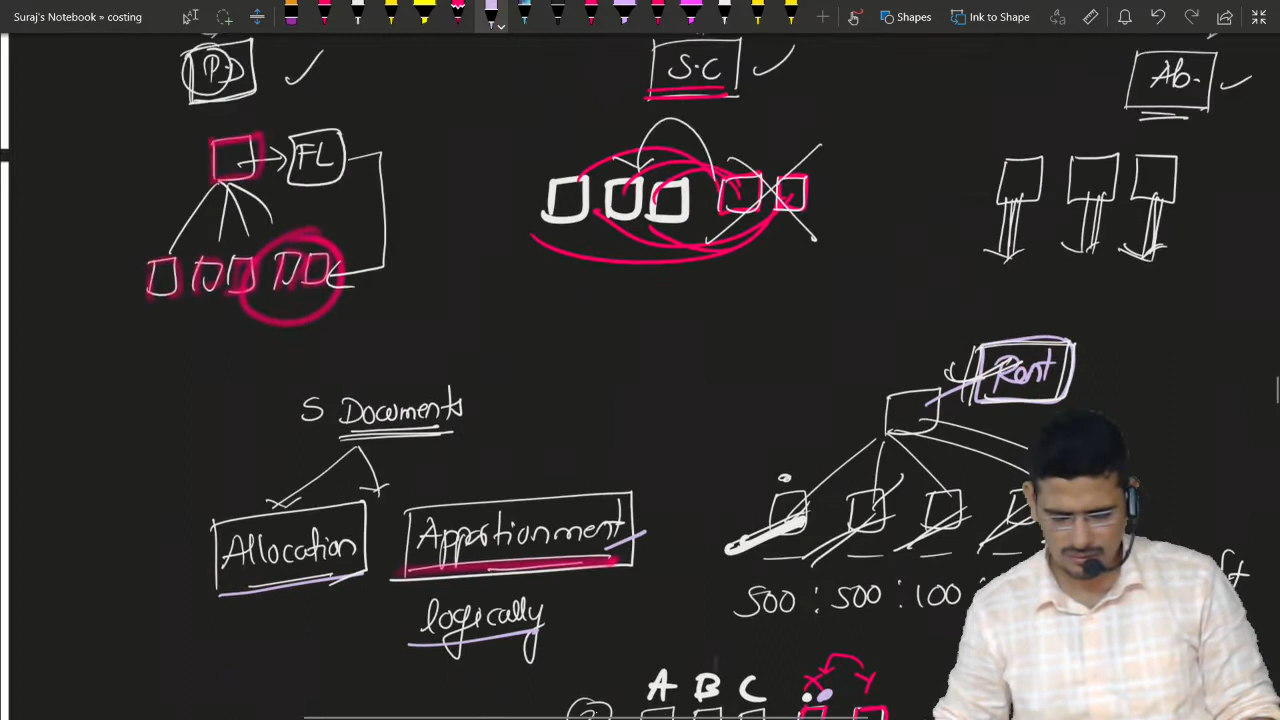 Suraj's Notebook » costing
Shapes
Ink to Shape
P.D
S.C
Ab.
FL
Rent
S Documents
Allocation
Apportionment
logically
500 : 500 : 100
A B C
X Y